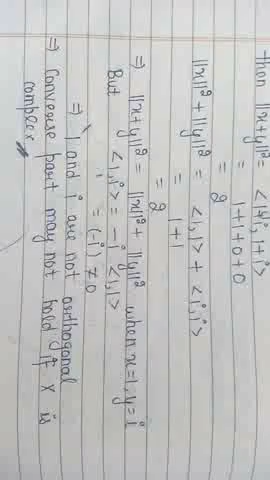 then ||x+y||² = <1+i, 1+i>
= 1+1+0+0
= 2
||x||² + ||y||² = <1,1> + <i,i>
= 1+1
= 2
⇒ ||x+y||² = ||x||² + ||y||² when x=1, y=i
But <1,i> = -i <1,1>
= (-i) ≠ 0
⇒ 1 and i are not orthogonal
⇒ Converse part may not hold if X is
complex